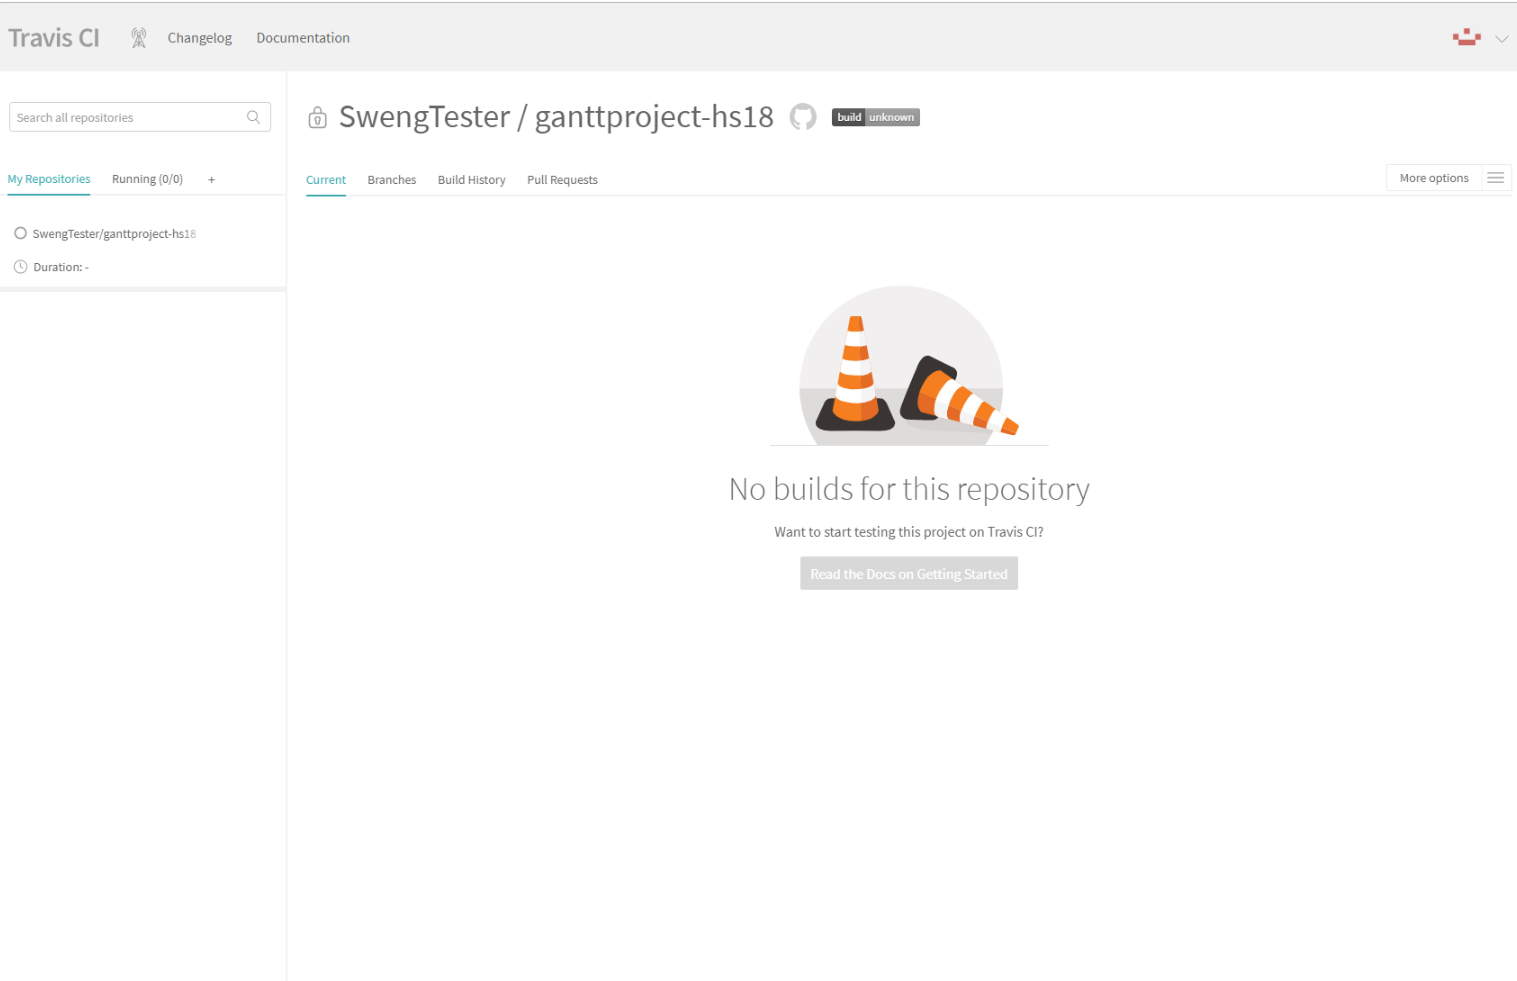 Travis CI
Changelog
Documentation
Search all repositories
My Repositories
Running (0/0)
+
SwengTester/ganttproject-hs18
Duration: -
SwengTester / ganttproject-hs18
build unknown
Current
Branches
Build History
Pull Requests
More options
No builds for this repository
Want to start testing this project on Travis CI?
Read the Docs on Getting Started